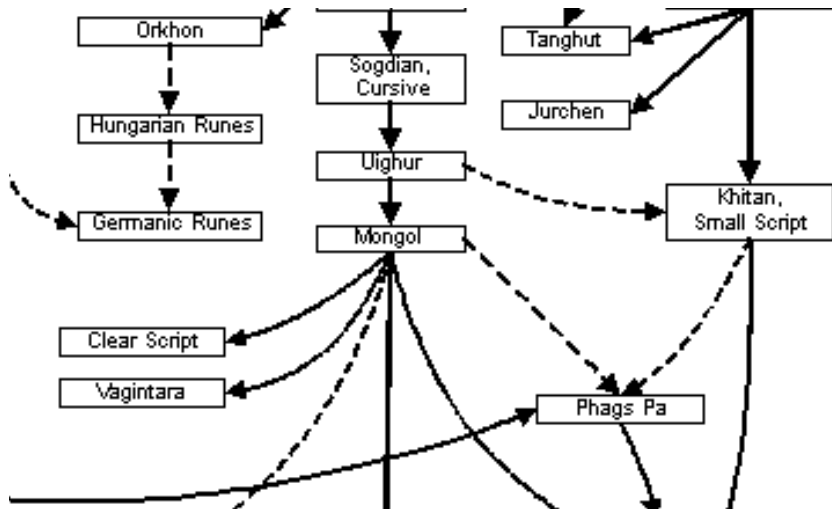 Orkhon
Tanghut
Sogdian,
Cursive
Jurchen
Hungarian Runes
Uighur
Khitan,
Small Script
Germanic Runes
Mongol
Clear Script
Vagintara
Phags Pa